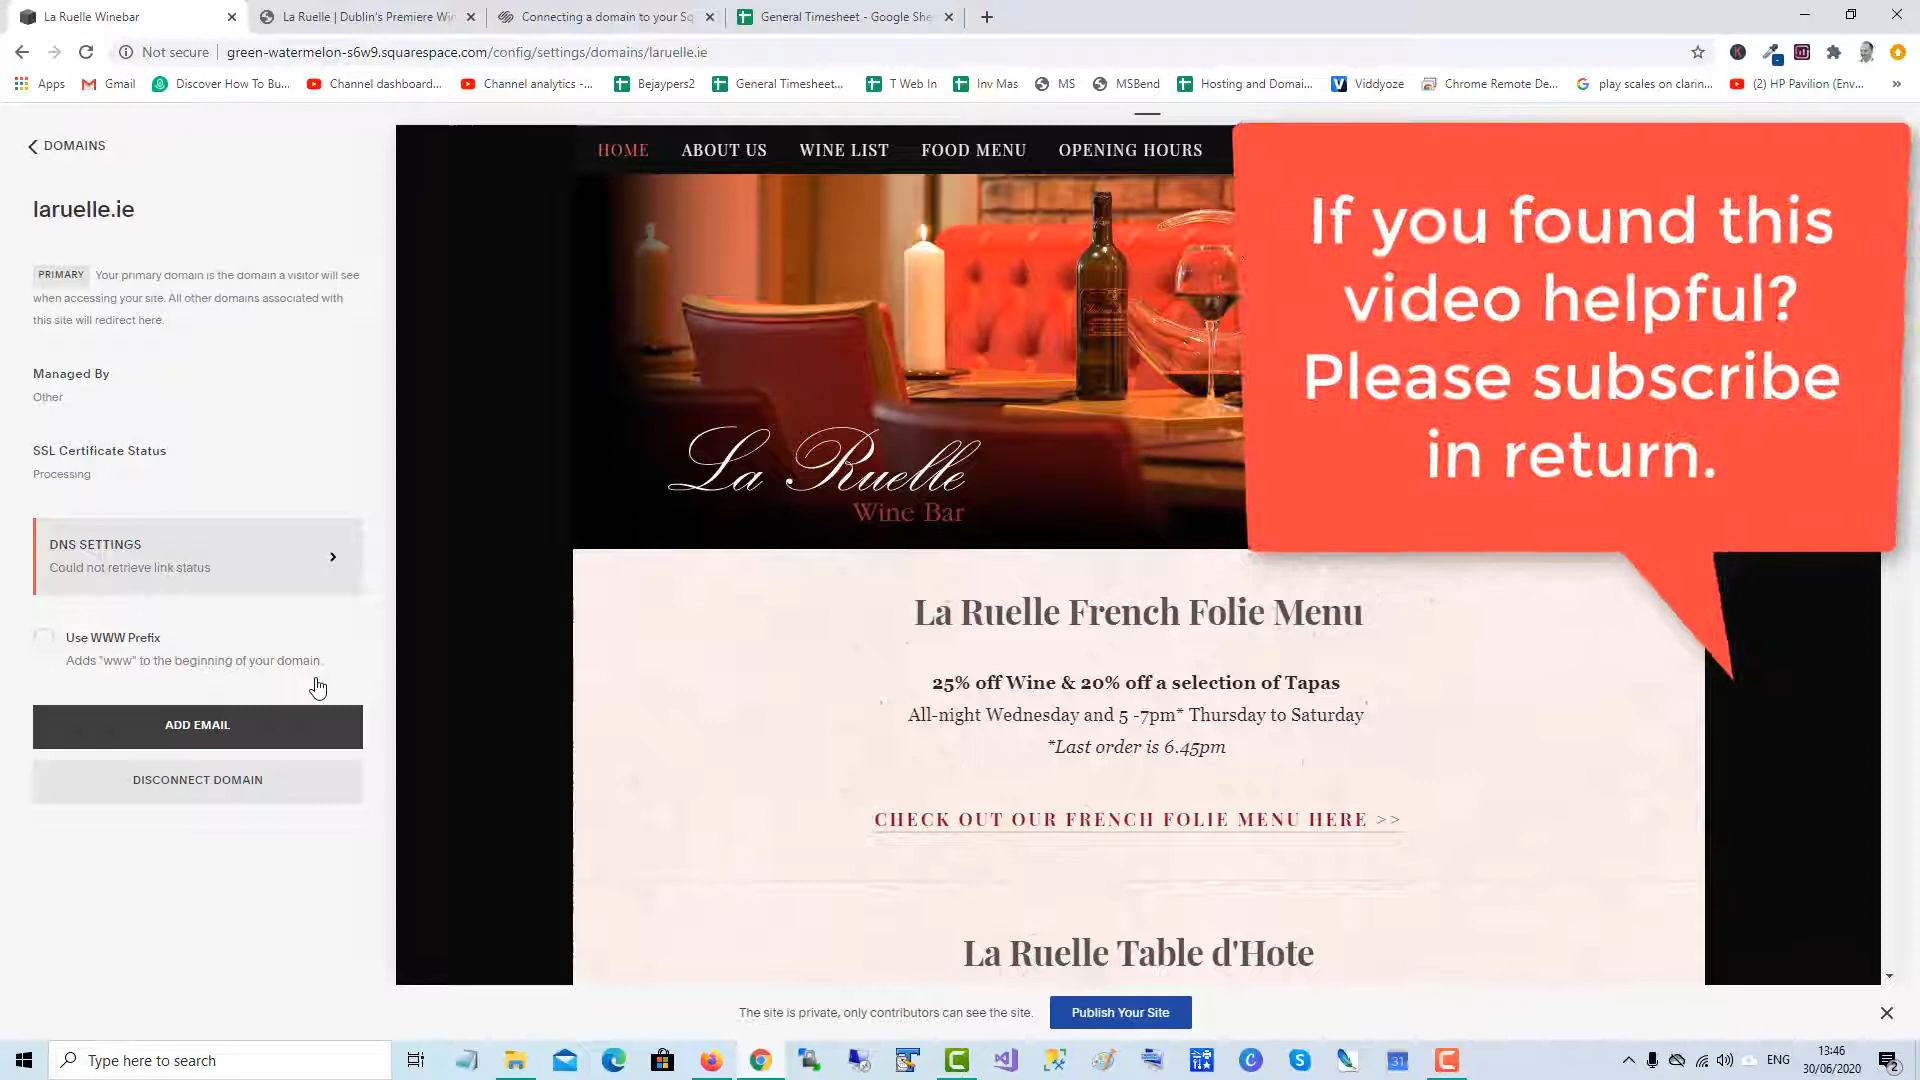 La Ruelle Winebar
La Ruelle | Dublin's Premiere Win
Connecting a domain to your Sq
General Timesheet - Google She
Not secure
green-watermelon-s6w9.squarespace.com/config/settings/domains/laruelle.ie
Apps
Gmail
Discover How To Bu...
Channel dashboard...
Channel analytics -...
Bejaypers2
General Timesheet...
T Web In
Inv Mas
MS
MSBend
Hosting and Domai...
Viddyoze
Chrome Remote De...
play scales on clarin...
(2) HP Pavilion (Env...
DOMAINS
laruelle.ie
PRIMARY Your primary domain is the domain a visitor will see
when accessing your site. All other domains associated with
this site will redirect here.
Managed By
Other
SSL Certificate Status
Processing
DNS SETTINGS
Could not retrieve link status
Use WWW Prefix
Adds "www" to the beginning of your domain.
ADD EMAIL
DISCONNECT DOMAIN
HOME ABOUT US WINE LIST FOOD MENU OPENING HOURS
La Ruelle
Wine Bar
If you found this
video helpful?
Please subscribe
in return.
La Ruelle French Folie Menu
25% off Wine & 20% off a selection of Tapas
All-night Wednesday and 5 -7pm* Thursday to Saturday
*Last order is 6.45pm
CHECK OUT OUR FRENCH FOLIE MENU HERE >>
La Ruelle Table d'Hote
The site is private, only contributors can see the site.
Publish Your Site
Type here to search
ENG
13:46
30/06/2020